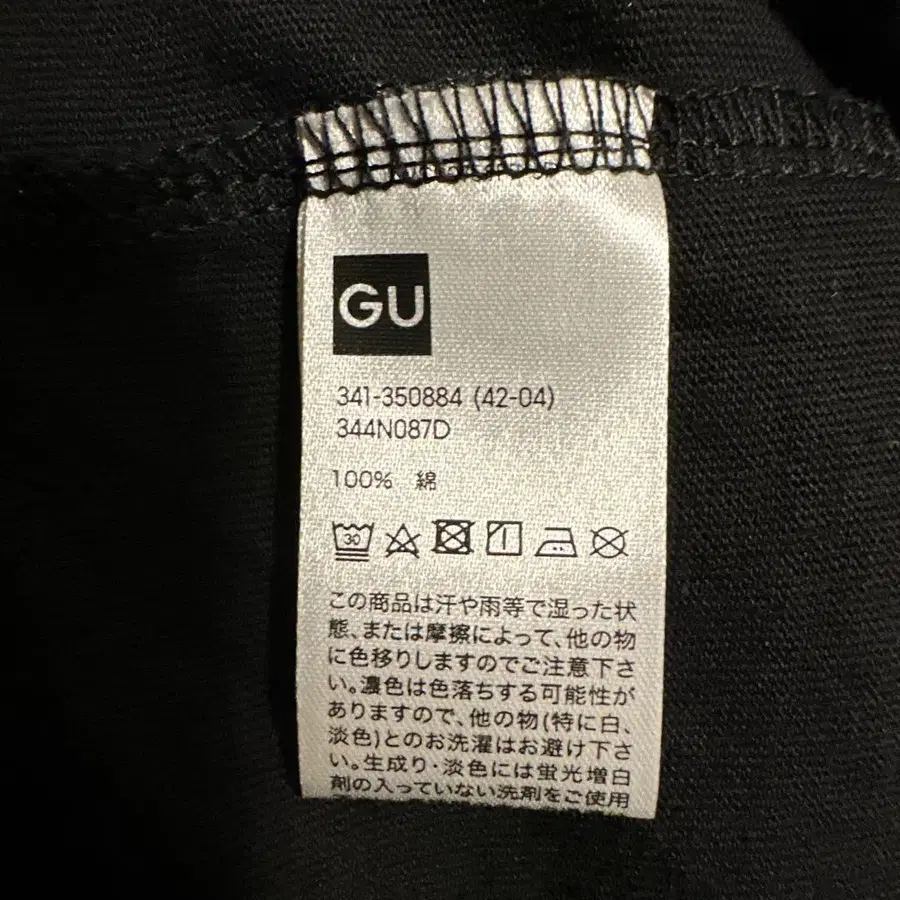 GU
341-350884 (42-04)
344N087D
100% 綿
30
この商品は汗や雨等で湿った状
態、または摩擦によって、他の物
に色移りしますのでご注意下さ
い。濃色は色落ちする可能性が
ありますので、他の物(特に白、
淡色)とのお洗濯はお避け下さ
い。生成り・淡色には蛍光増白
剤の入っていない洗剤をご使用